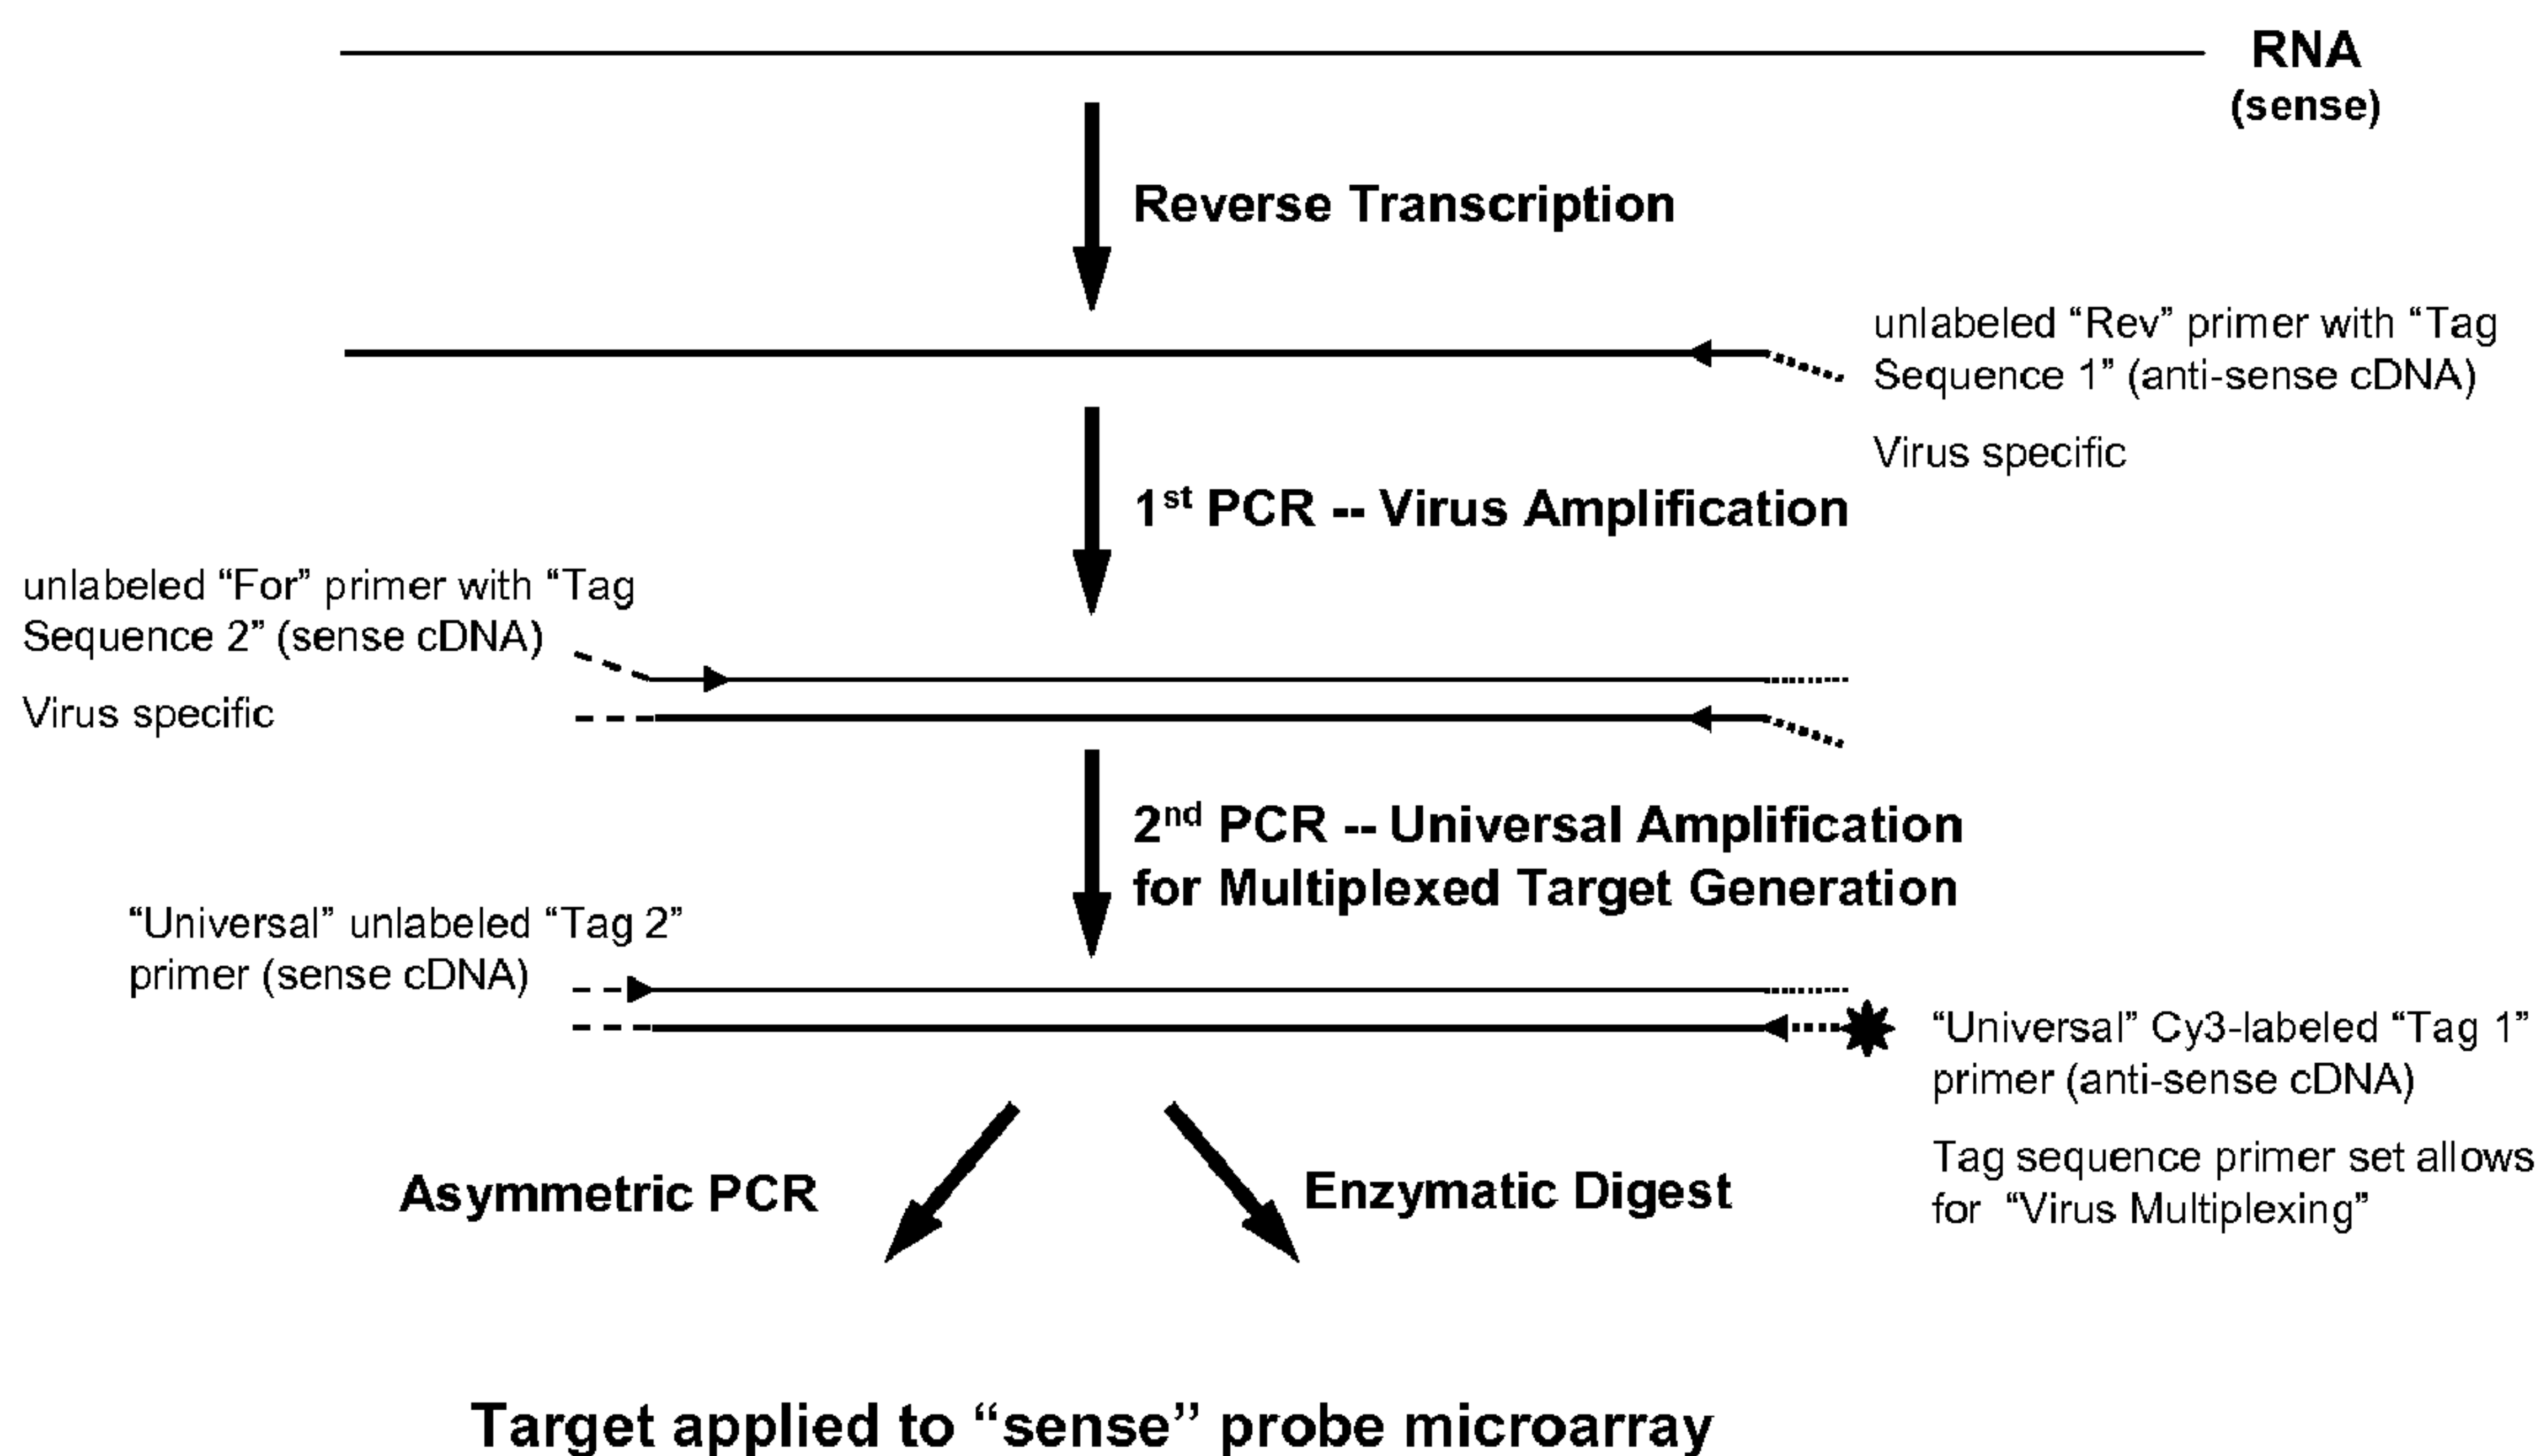 RNA
(sense)
Reverse Transcription
unlabeled “Rev” primer with “Tag
Sequence 1” (anti-sense cDNA)
Virus specific
1st PCR -- Virus Amplification
unlabeled “For” primer with “Tag
Sequence 2” (sense cDNA)
Virus specific
2nd PCR -- Universal Amplification
for Multiplexed Target Generation
“Universal” unlabeled “Tag 2”
primer (sense cDNA)
“Universal” Cy3-labeled “Tag 1”
primer (anti-sense cDNA)
Tag sequence primer set allows
for “Virus Multiplexing”
Asymmetric PCR
Enzymatic Digest
Target applied to “sense” probe microarray